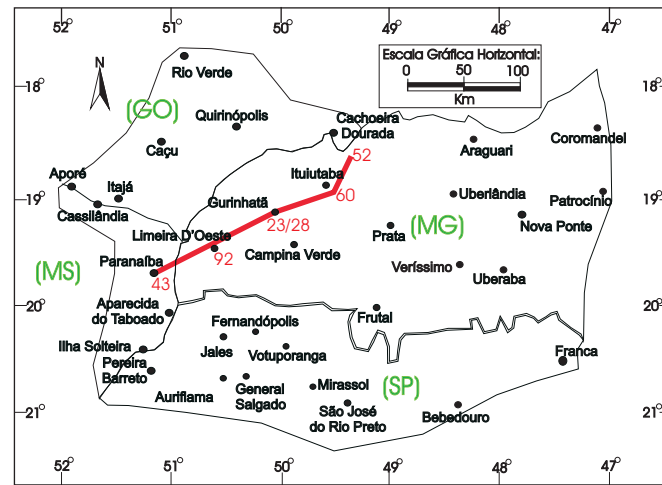 52° 51° 50° 49° 48° 47°
Escala Gráfica Horizontal:
0 50 100
Km
N
Rio Verde
18° 18°
(GO)
Quirinópolis
Cachoeira
Dourada
Coromandel
Caçu
52
Araguari
Aporé
Itajá
Ituiutaba
19° 19°
Cassilândia
60
Uberlândia
Patrocínio
Gurinhatã
23/28
Nova Ponte
Limeira D'Oeste
Prata
(MG)
92
Campina Verde
(MS)
Paranaíba
43
Veríssimo
Uberaba
20° 20°
Aparecida
do Taboado
Frutal
Fernandópolis
Ilha Solteira
Jales
Votuporanga
Pereira
Barreto
Franca
Auriflama
General
Salgado
Mirassol
(SP)
São José
do Rio Preto
Bebedouro
21° 21°
52° 51° 50° 49° 48° 47°